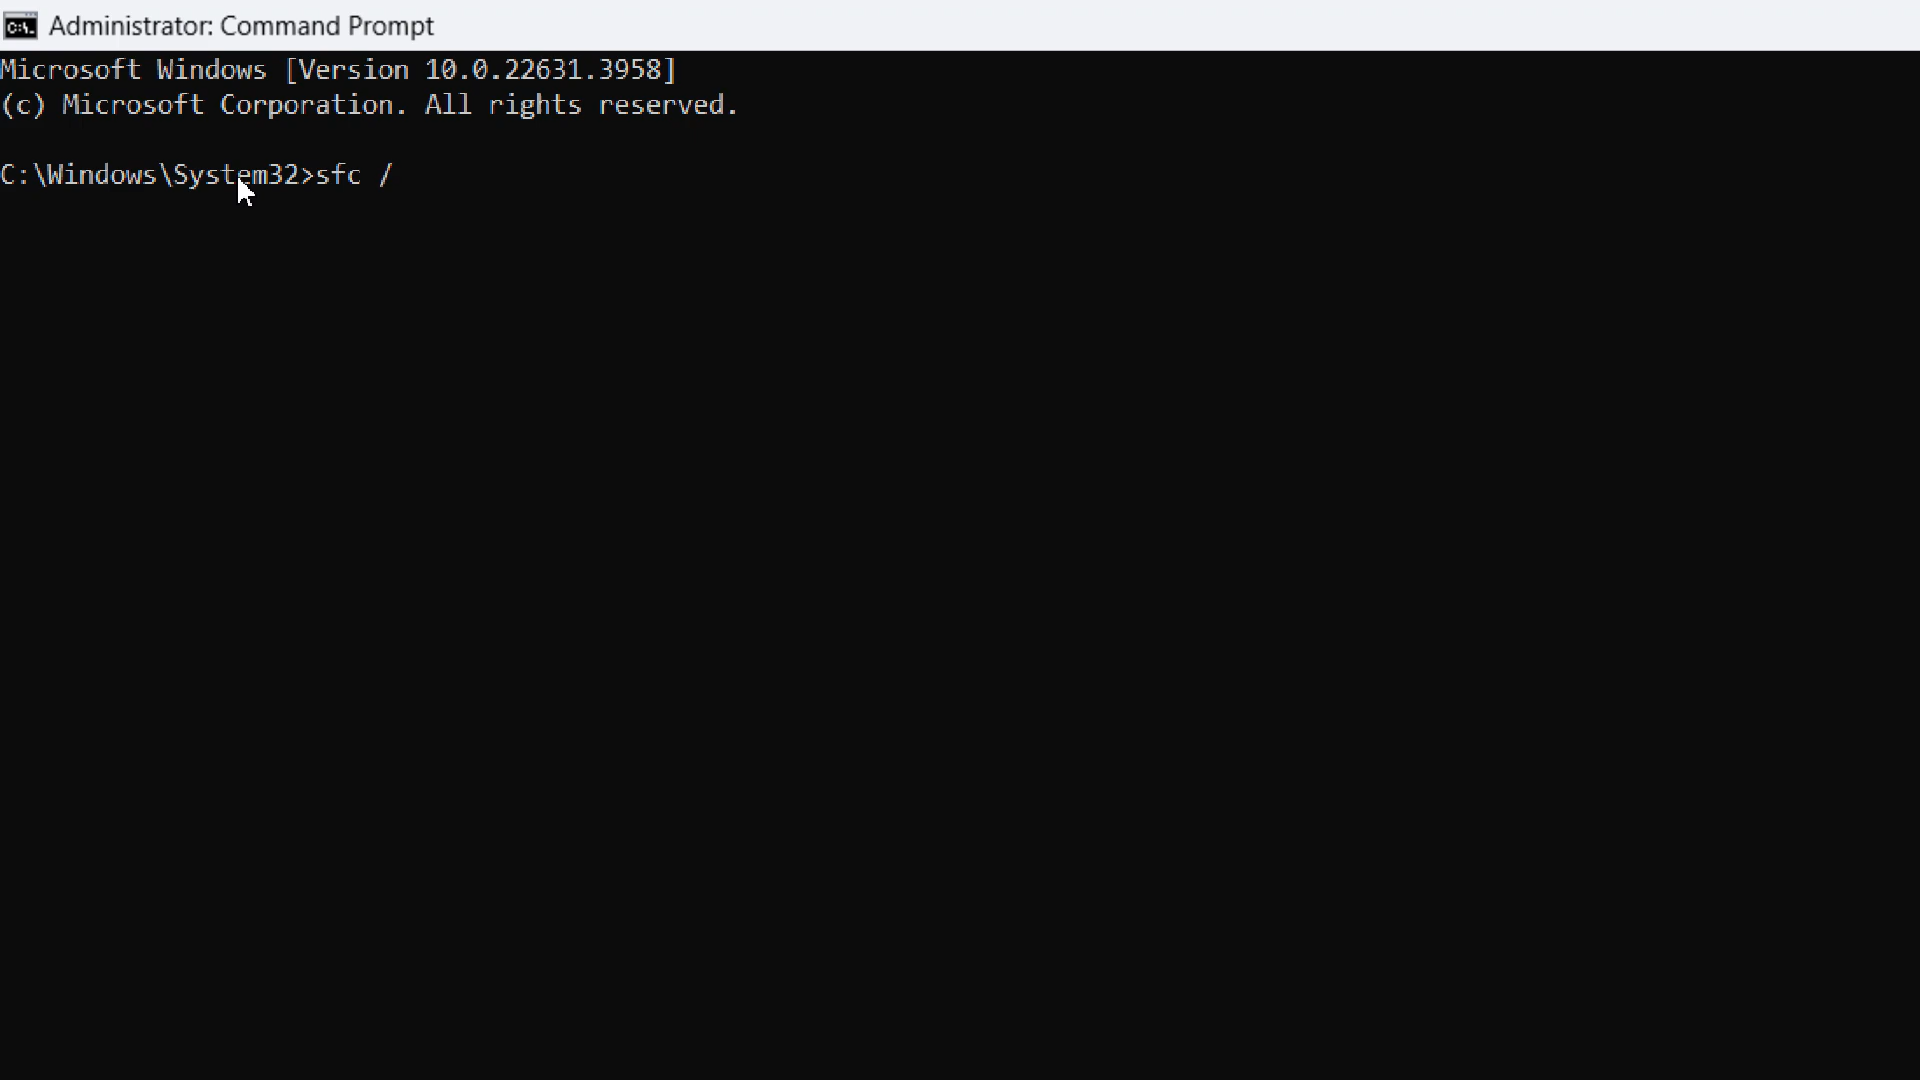 Administrator: Command Prompt
Microsoft Windows [Version 10.0.22631.3958]
(c) Microsoft Corporation. All rights reserved.
C:\Windows\System32>sfc /